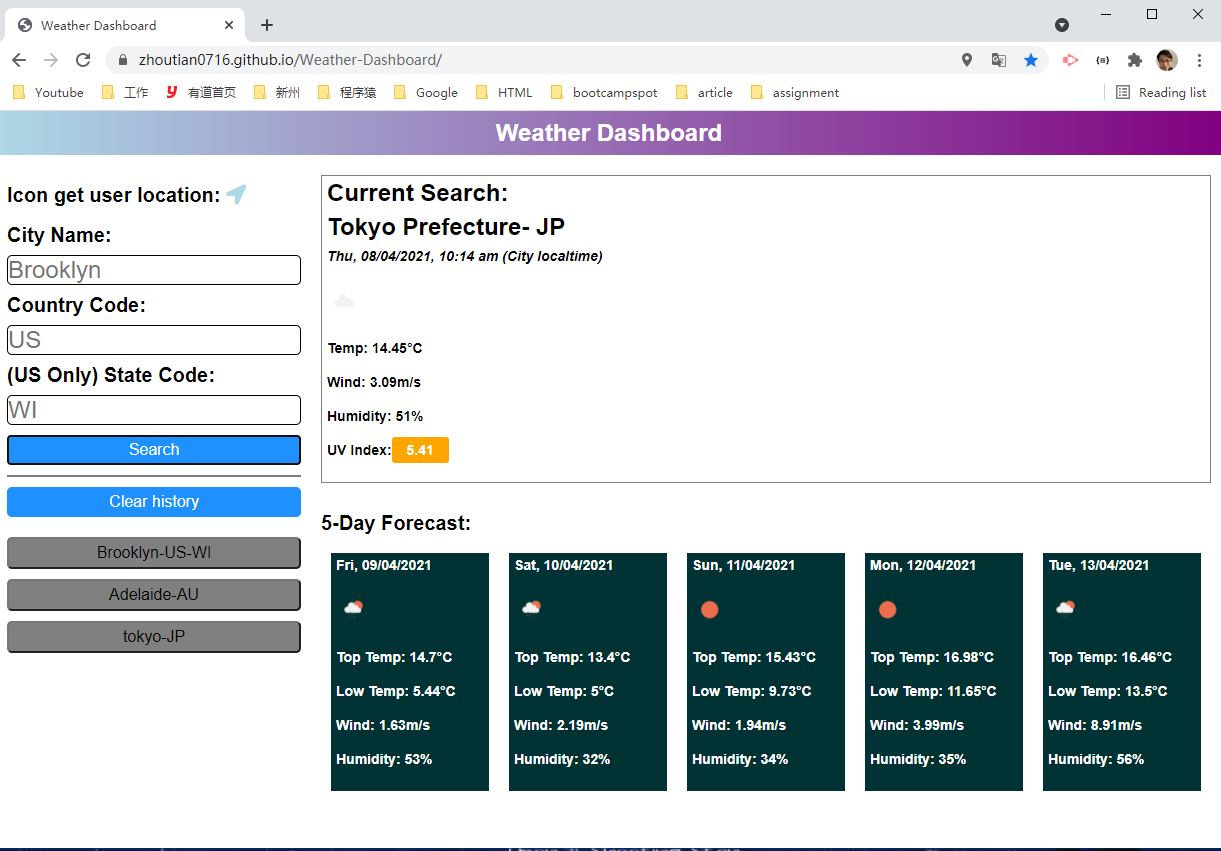 Weather Dashboard
zhoutian0716.github.io/Weather-Dashboard/
Youtube 工作 有道首页 新州 程序猿 Google HTML bootcampspot article assignment Reading list
Weather Dashboard
Icon get user location:
City Name:
Brooklyn
Country Code:
US
(US Only) State Code:
WI
Search
Clear history
Brooklyn-US-WI
Adelaide-AU
tokyo-JP
Current Search:
Tokyo Prefecture- JP
Thu, 08/04/2021, 10:14 am (City localtime)
Temp: 14.45°C
Wind: 3.09m/s
Humidity: 51%
UV Index: 5.41
5-Day Forecast:
Fri, 09/04/2021
Top Temp: 14.7°C
Low Temp: 5.44°C
Wind: 1.63m/s
Humidity: 53%
Sat, 10/04/2021
Top Temp: 13.4°C
Low Temp: 5°C
Wind: 2.19m/s
Humidity: 32%
Sun, 11/04/2021
Top Temp: 15.43°C
Low Temp: 9.73°C
Wind: 1.94m/s
Humidity: 34%
Mon, 12/04/2021
Top Temp: 16.98°C
Low Temp: 11.65°C
Wind: 3.99m/s
Humidity: 35%
Tue, 13/04/2021
Top Temp: 16.46°C
Low Temp: 13.5°C
Wind: 8.91m/s
Humidity: 56%